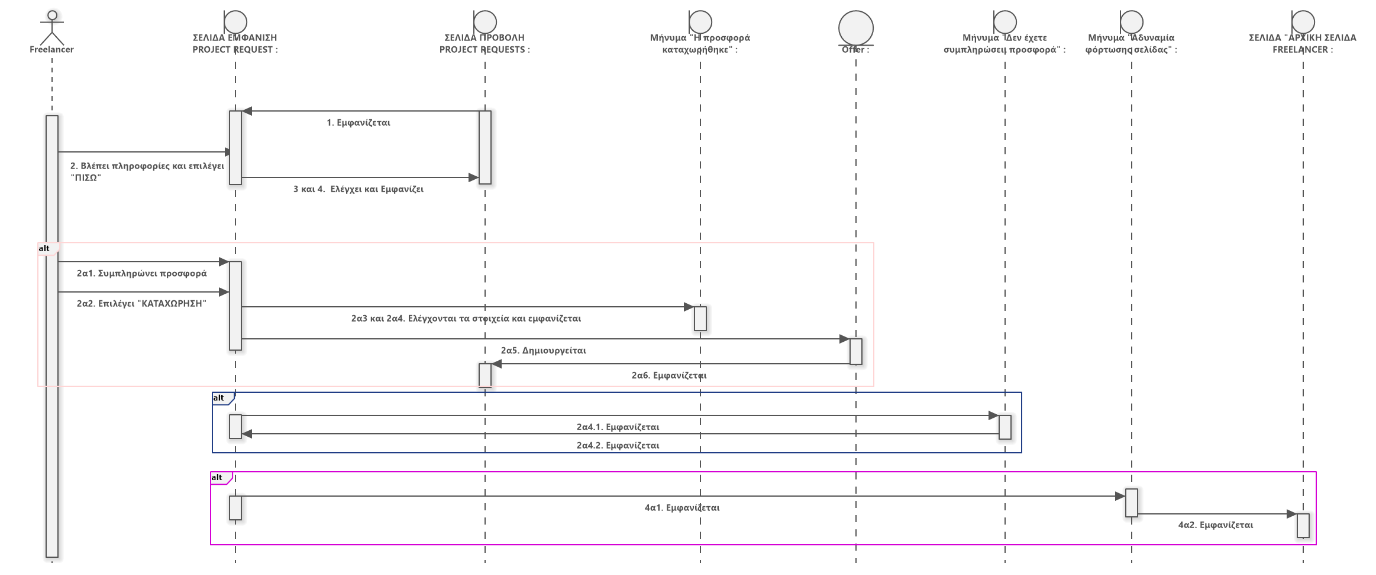 Freelancer
ΣΕΛΙΔΑ ΕΜΦΑΝΙΣΗ
PROJECT REQUEST :
ΣΕΛΙΔΑ ΠΡΟΒΟΛΗ
PROJECT REQUESTS :
Μήνυμα "Η προσφορά
καταχωρήθηκε" :
Offer :
Μήνυμα "Δεν έχετε
συμπληρώσει προσφορά" :
Μήνυμα "Αδυναμία
φόρτωσης σελίδας" :
ΣΕΛΙΔΑ "ΑΡΧΙΚΗ ΣΕΛΙΔΑ
FREELANCER :
1. Εμφανίζεται
2. Βλέπει πληροφορίες και επιλέγει
"ΠΙΣΩ"
3 και 4. Ελέγχει και Εμφανίζει
alt
2α1. Συμπληρώνει προσφορά
2α2. Επιλέγει "ΚΑΤΑΧΩΡΗΣΗ"
2α3 και 2α4. Ελέγχονται τα στοιχεία και εμφανίζεται
2α5. Δημιουργείται
2α6. Εμφανίζεται
alt
2α4.1. Εμφανίζεται
2α4.2. Εμφανίζεται
alt
4α1. Εμφανίζεται
4α2. Εμφανίζεται